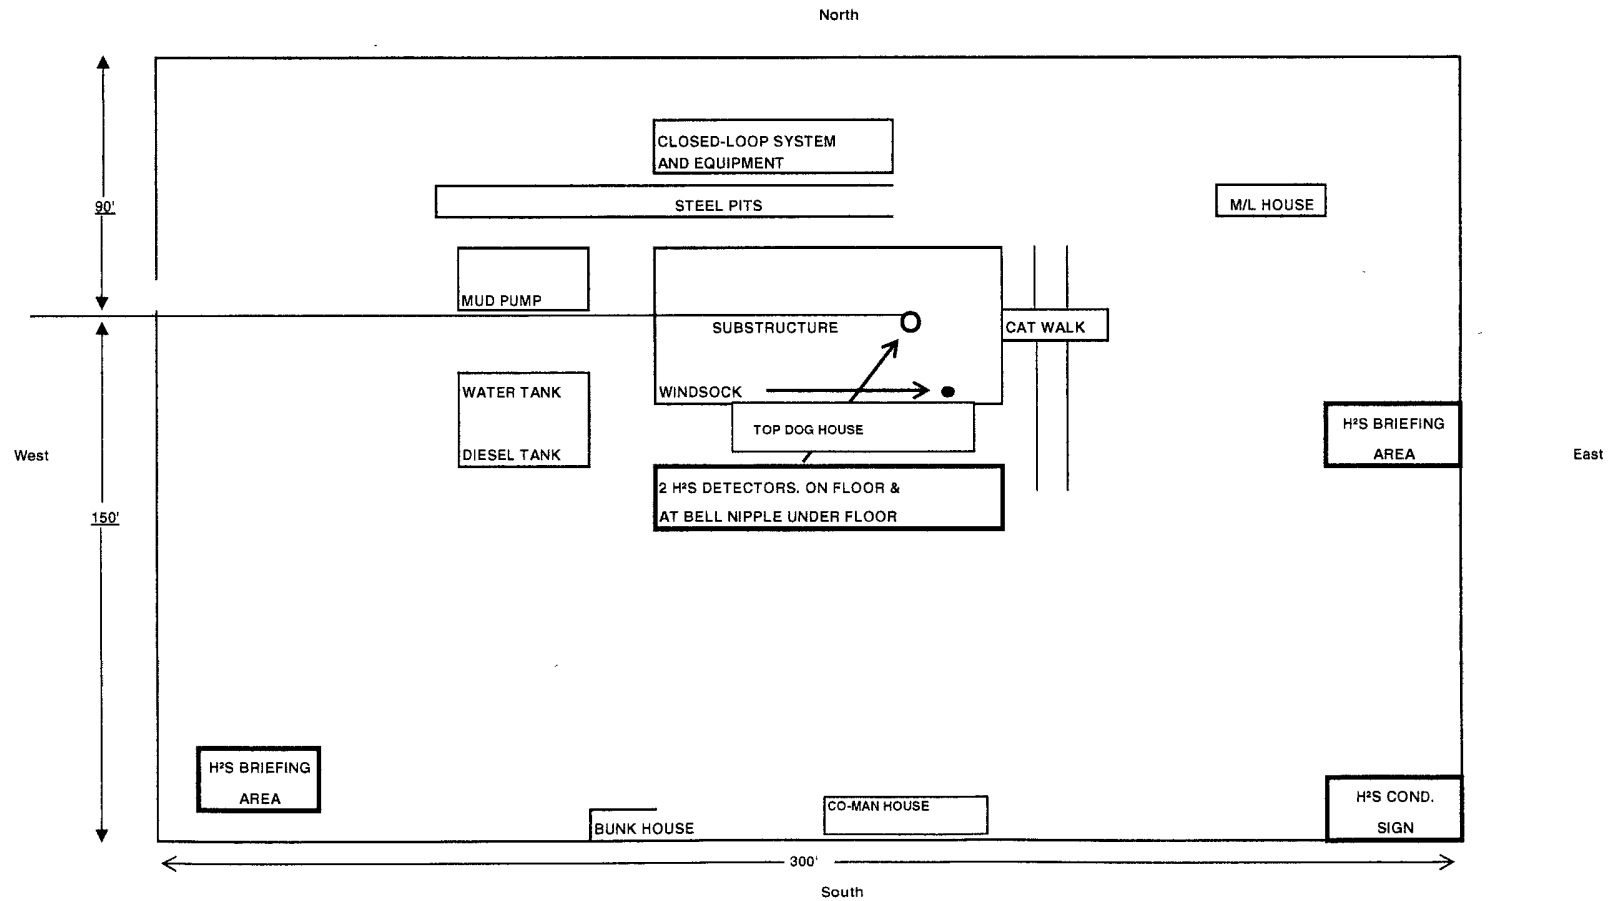 North
CLOSED-LOOP SYSTEM
AND EQUIPMENT
90'
STEEL PITS
M/L HOUSE
MUD PUMP
SUBSTRUCTURE
O
CAT WALK
WATER TANK
WINDSOCK
TOP DOG HOUSE
H²S BRIEFING
AREA
West
DIESEL TANK
East
2 H²S DETECTORS. ON FLOOR &
AT BELL NIPPLE UNDER FLOOR
150'
H²S BRIEFING
AREA
BUNK HOUSE
CO-MAN HOUSE
H²S COND.
SIGN
300'
South